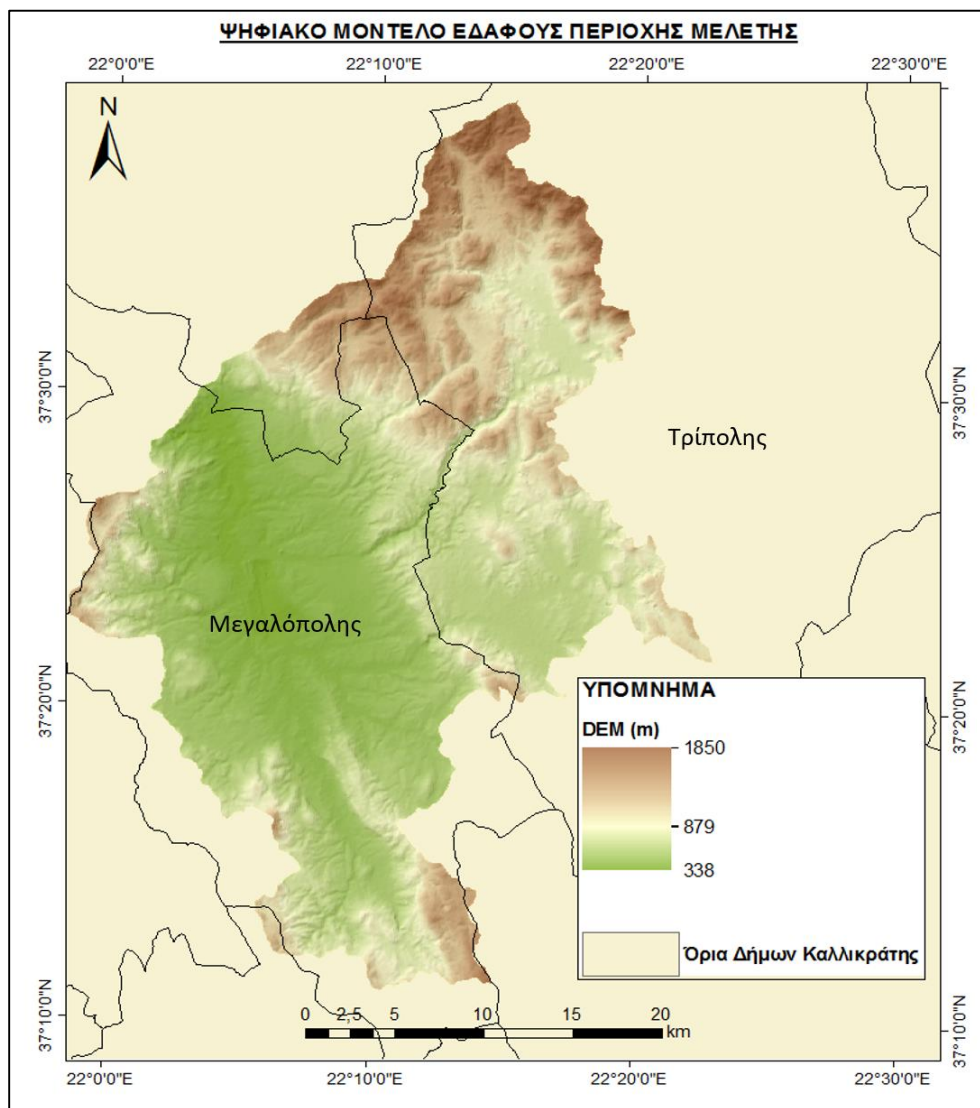 ΨΗΦΙΑΚΟ ΜΟΝΤΕΛΟ ΕΔΑΦΟΥΣ ΠΕΡΙΟΧΗΣ ΜΕΛΕΤΗΣ
22°0'0"E 22°10'0"E 22°20'0"E 22°30'0"E
N
37°30'0"N 37°30'0"N
Τρίπολης
Μεγαλόπολης
37°20'0"N 37°20'0"N
ΥΠΟΜΝΗΜΑ
DEM (m)
1850
879
338
Όρια Δήμων Καλλικράτης
37°10'0"N 37°10'0"N
0 2,5 5 10 15 20
km
22°0'0"E 22°10'0"E 22°20'0"E 22°30'0"E